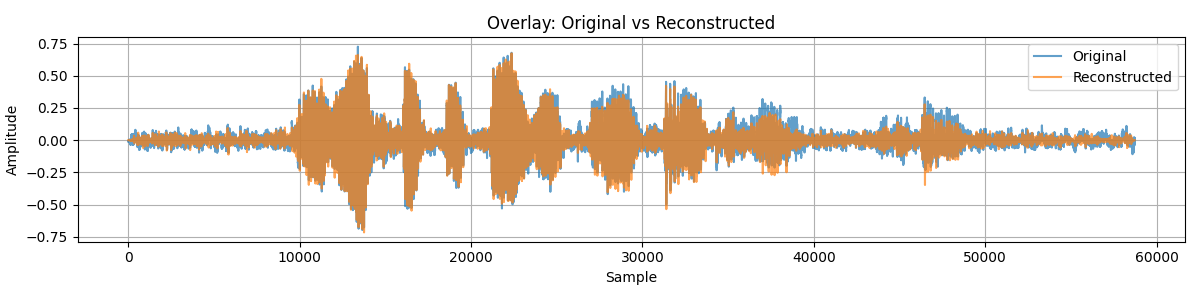 Overlay: Original vs Reconstructed
Original
Reconstructed
0.75
0.50
0.25
0.00
−0.25
−0.50
−0.75
Amplitude
0 10000 20000 30000 40000 50000 60000
Sample